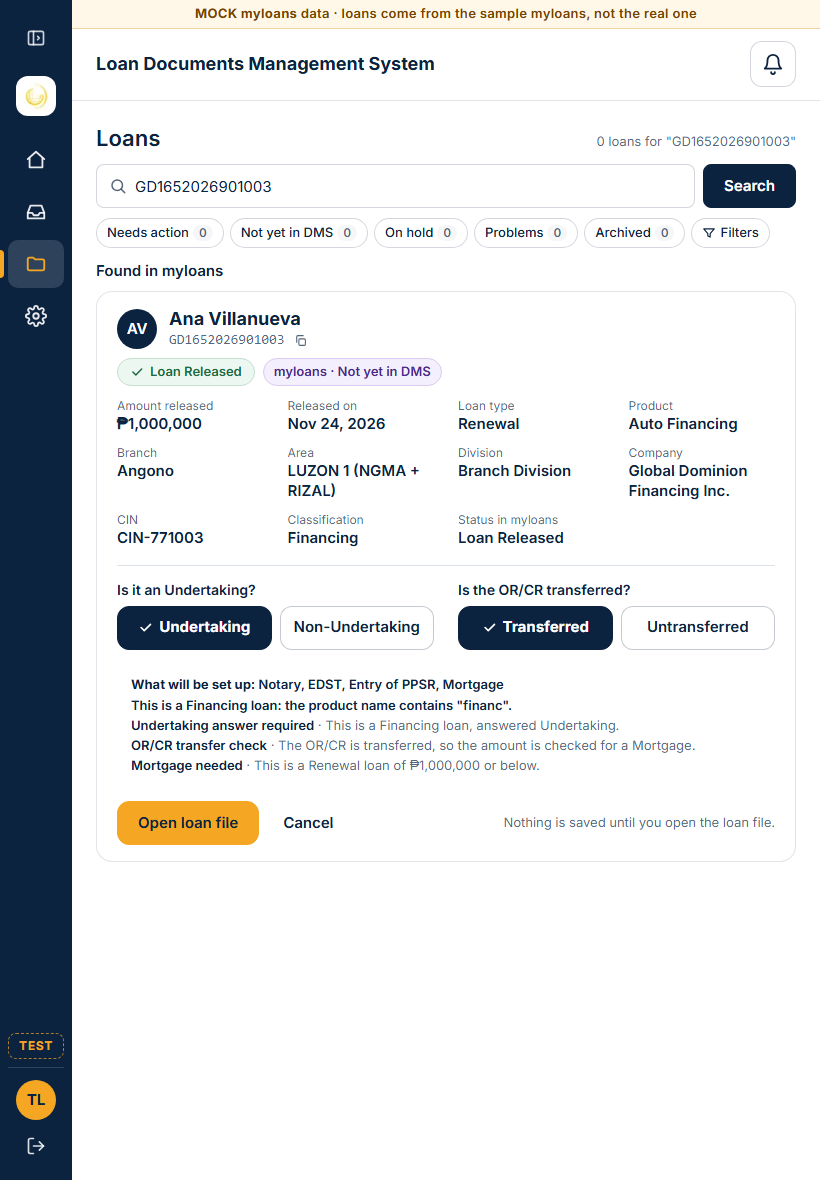 MOCK myloans data · loans come from the sample myloans, not the real one
Loan Documents Management System
Loans
0 loans for "GD1652026901003"
GD1652026901003
Search
Needs action 0
Not yet in DMS 0
On hold 0
Problems 0
Archived 0
Filters
Found in myloans
AV
Ana Villanueva
GD1652026901003
Loan Released
myloans · Not yet in DMS
Amount released
₱1,000,000
Released on
Nov 24, 2026
Loan type
Renewal
Product
Auto Financing
Branch
Angono
Area
LUZON 1 (NGMA +
RIZAL)
Division
Branch Division
Company
Global Dominion
Financing Inc.
CIN
CIN-771003
Classification
Financing
Status in myloans
Loan Released
Is it an Undertaking?
Undertaking
Non-Undertaking
Is the OR/CR transferred?
Transferred
Untransferred
What will be set up: Notary, EDST, Entry of PPSR, Mortgage
This is a Financing loan: the product name contains "financ".
Undertaking answer required · This is a Financing loan, answered Undertaking.
OR/CR transfer check · The OR/CR is transferred, so the amount is checked for a Mortgage.
Mortgage needed · This is a Renewal loan of ₱1,000,000 or below.
Open loan file
Cancel
Nothing is saved until you open the loan file.
TEST
TL